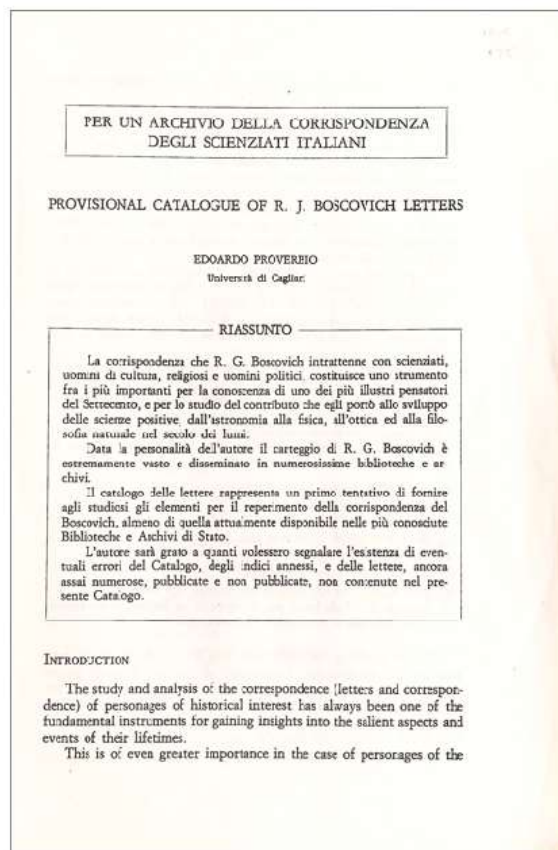 PER UN ARCHIVIO DELLA CORRISPONDENZA
DEGLI SCIENZIATI ITALIANI
PROVISIONAL CATALOGUE OF R. J. BOSCOVICH LETTERS
EDOARDO PROVERBIO
Università di Cagliari
RIASSUNTO
La corrispondenza che R. G. Boscovich intrattenne con scienziati,
uomini di cultura, religiosi e uomini politici, costituisce uno strumento
fra i più importanti per la conoscenza di uno dei più illustri pensatori
del Settecento, e per lo studio del contributo che egli portò allo sviluppo
delle scienze positive, dall'astronomia alla fisica, all'ottica ed alla filo-
sofia naturale nel secolo dei lumi.
Data la personalità dell'autore il carteggio di R. G. Boscovich è
estremamente vasto e disseminato in numerosissime biblioteche e ar-
chivi.
Il catalogo delle lettere rappresenta un primo tentativo di fornire
agli studiosi gli elementi per il reperimento della corrispondenza del
Boscovich, almeno di quella attualmente disponibile nelle più conosciute
Biblioteche e Archivi di Stato.
L'autore sarà grato a quanti volessero segnalare l'esistenza di even-
tuali errori del Catalogo, degli indici annessi, e delle lettere, ancora
assai numerose, pubblicate e non pubblicate, non contenute nel pre-
sente Catalogo.
INTRODUCTION
The study and analysis of the correspondence (letters and correspon-
dence) of personages of historical interest has always been one of the
fundamental instruments for gaining insights into the salient aspects and
events of their lifetimes.
This is of even greater importance in the case of personages of the